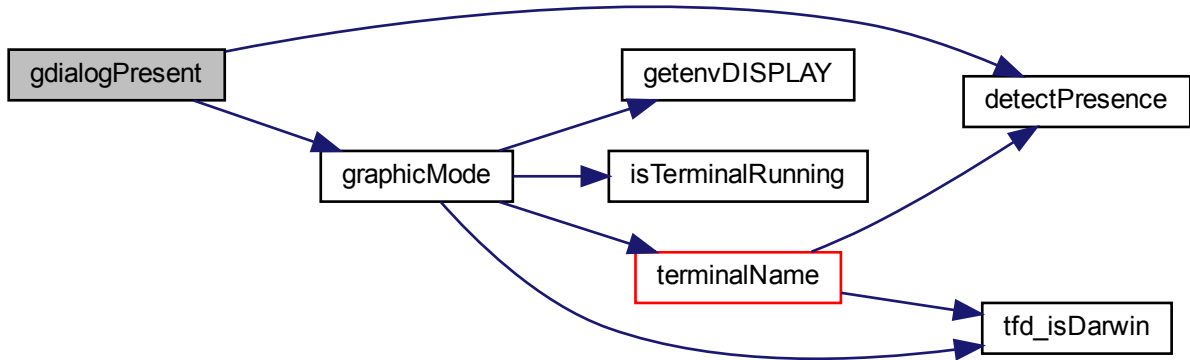 gdialogPresent
getenvDISPLAY
detectPresence
graphicMode
isTerminalRunning
terminalName
tfd_isDarwin